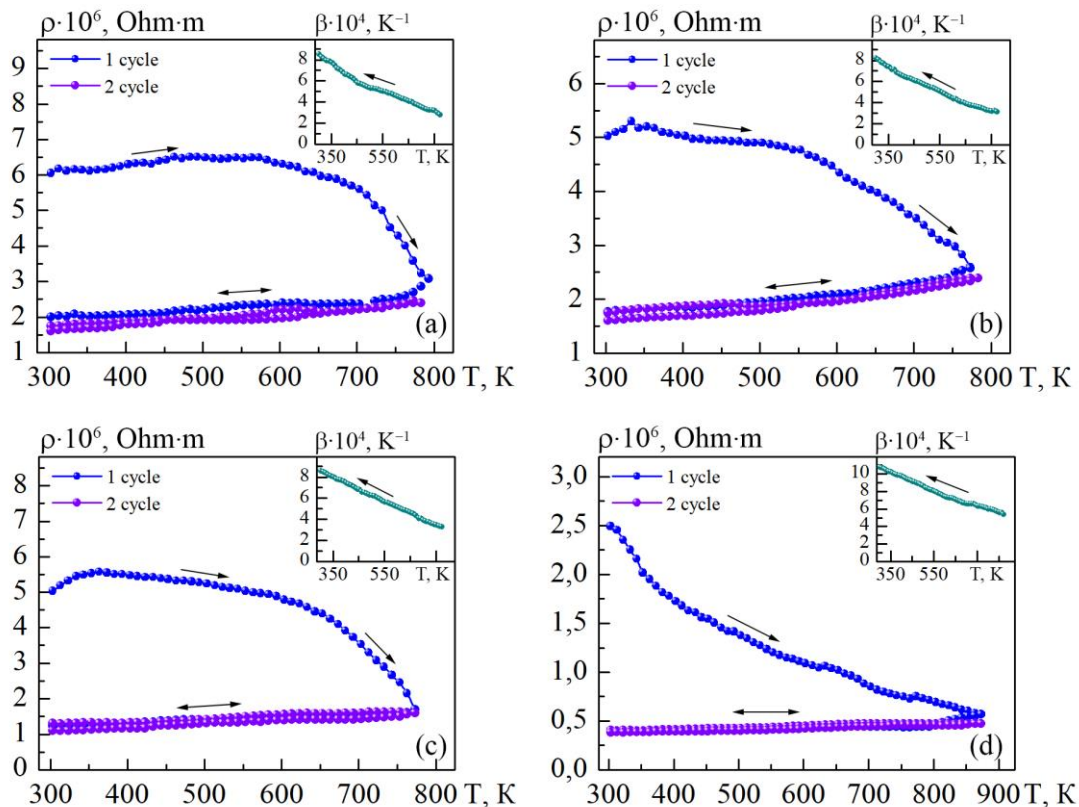 ρ·10⁶, Ohm·m
β·10⁴, K⁻¹
1 cycle
2 cycle
9
8
7
6
5
4
3
2
1
8
6
4
2
0
350 550 T, K
(a)
300 400 500 600 700 800 T, K
ρ·10⁶, Ohm·m
β·10⁴, K⁻¹
1 cycle
2 cycle
6
5
4
3
2
1
8
6
4
2
0
350 550 T, K
(b)
300 400 500 600 700 800 T, K
ρ·10⁶, Ohm·m
β·10⁴, K⁻¹
1 cycle
2 cycle
8
7
6
5
4
3
2
1
0
8
6
4
2
0
350 550 T, K
(c)
300 400 500 600 700 800 T, K
ρ·10⁶, Ohm·m
β·10⁴, K⁻¹
1 cycle
2 cycle
3,0
2,5
2,0
1,5
1,0
0,5
0,0
10
8
6
4
2
0
350 550 T, K
(d)
300 400 500 600 700 800 900 T, K